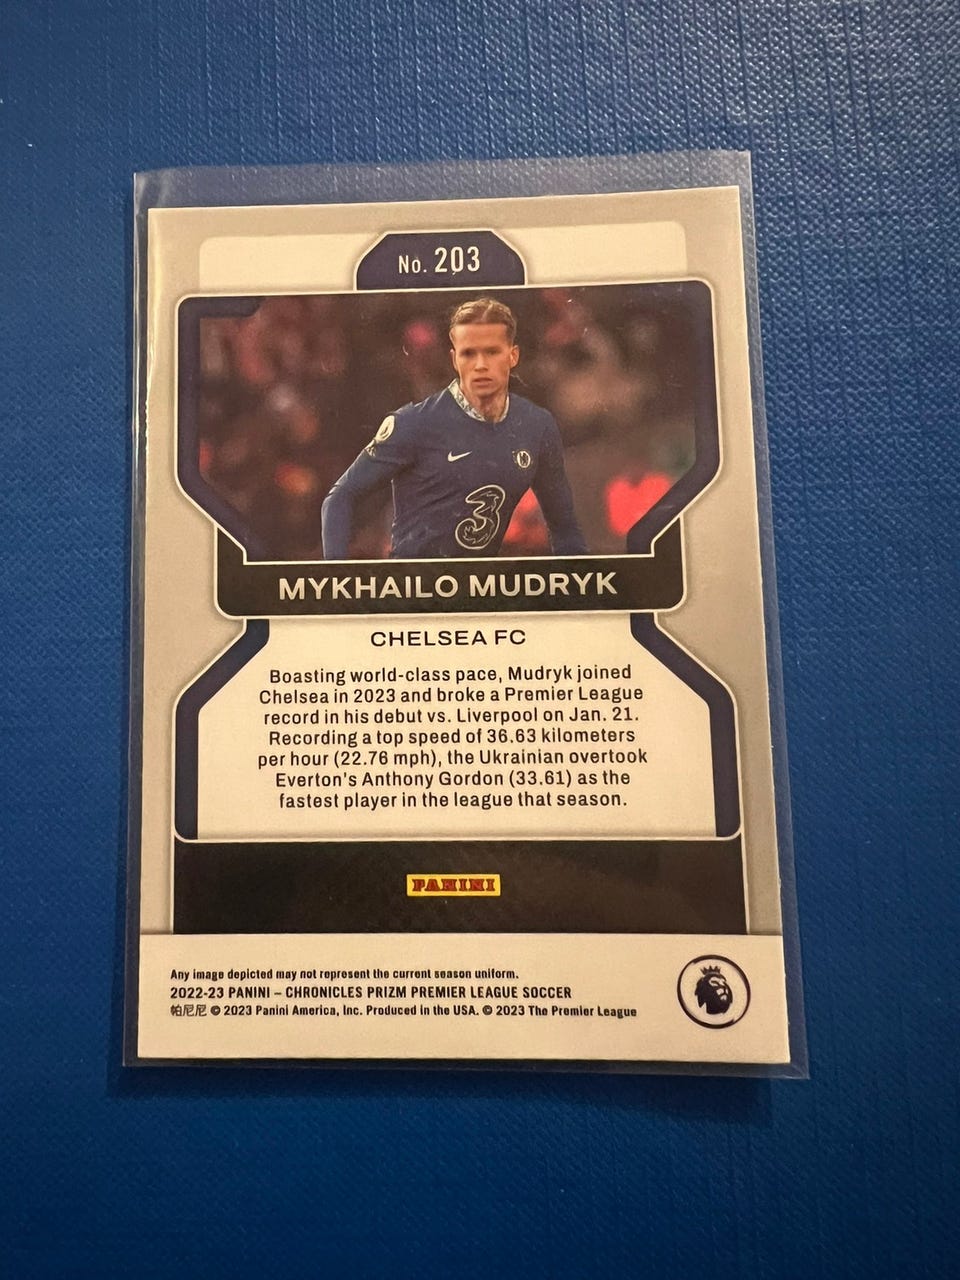 No. 203
3
MYKHAILO MUDRYK
CHELSEA FC
Boasting world-class pace, Mudryk joined
Chelsea in 2023 and broke a Premier League
record in his debut vs. Liverpool on Jan. 21.
Recording a top speed of 36.63 kilometers
per hour (22.76 mph), the Ukrainian overtook
Everton's Anthony Gordon (33.61) as the
fastest player in the league that season.
PANINI
Any image depicted may not represent the current season uniform.
2022-23 PANINI – CHRONICLES PRIZM PREMIER LEAGUE SOCCER
帕尼尼 © 2023 Panini America, Inc. Produced in the USA. © 2023 The Premier League